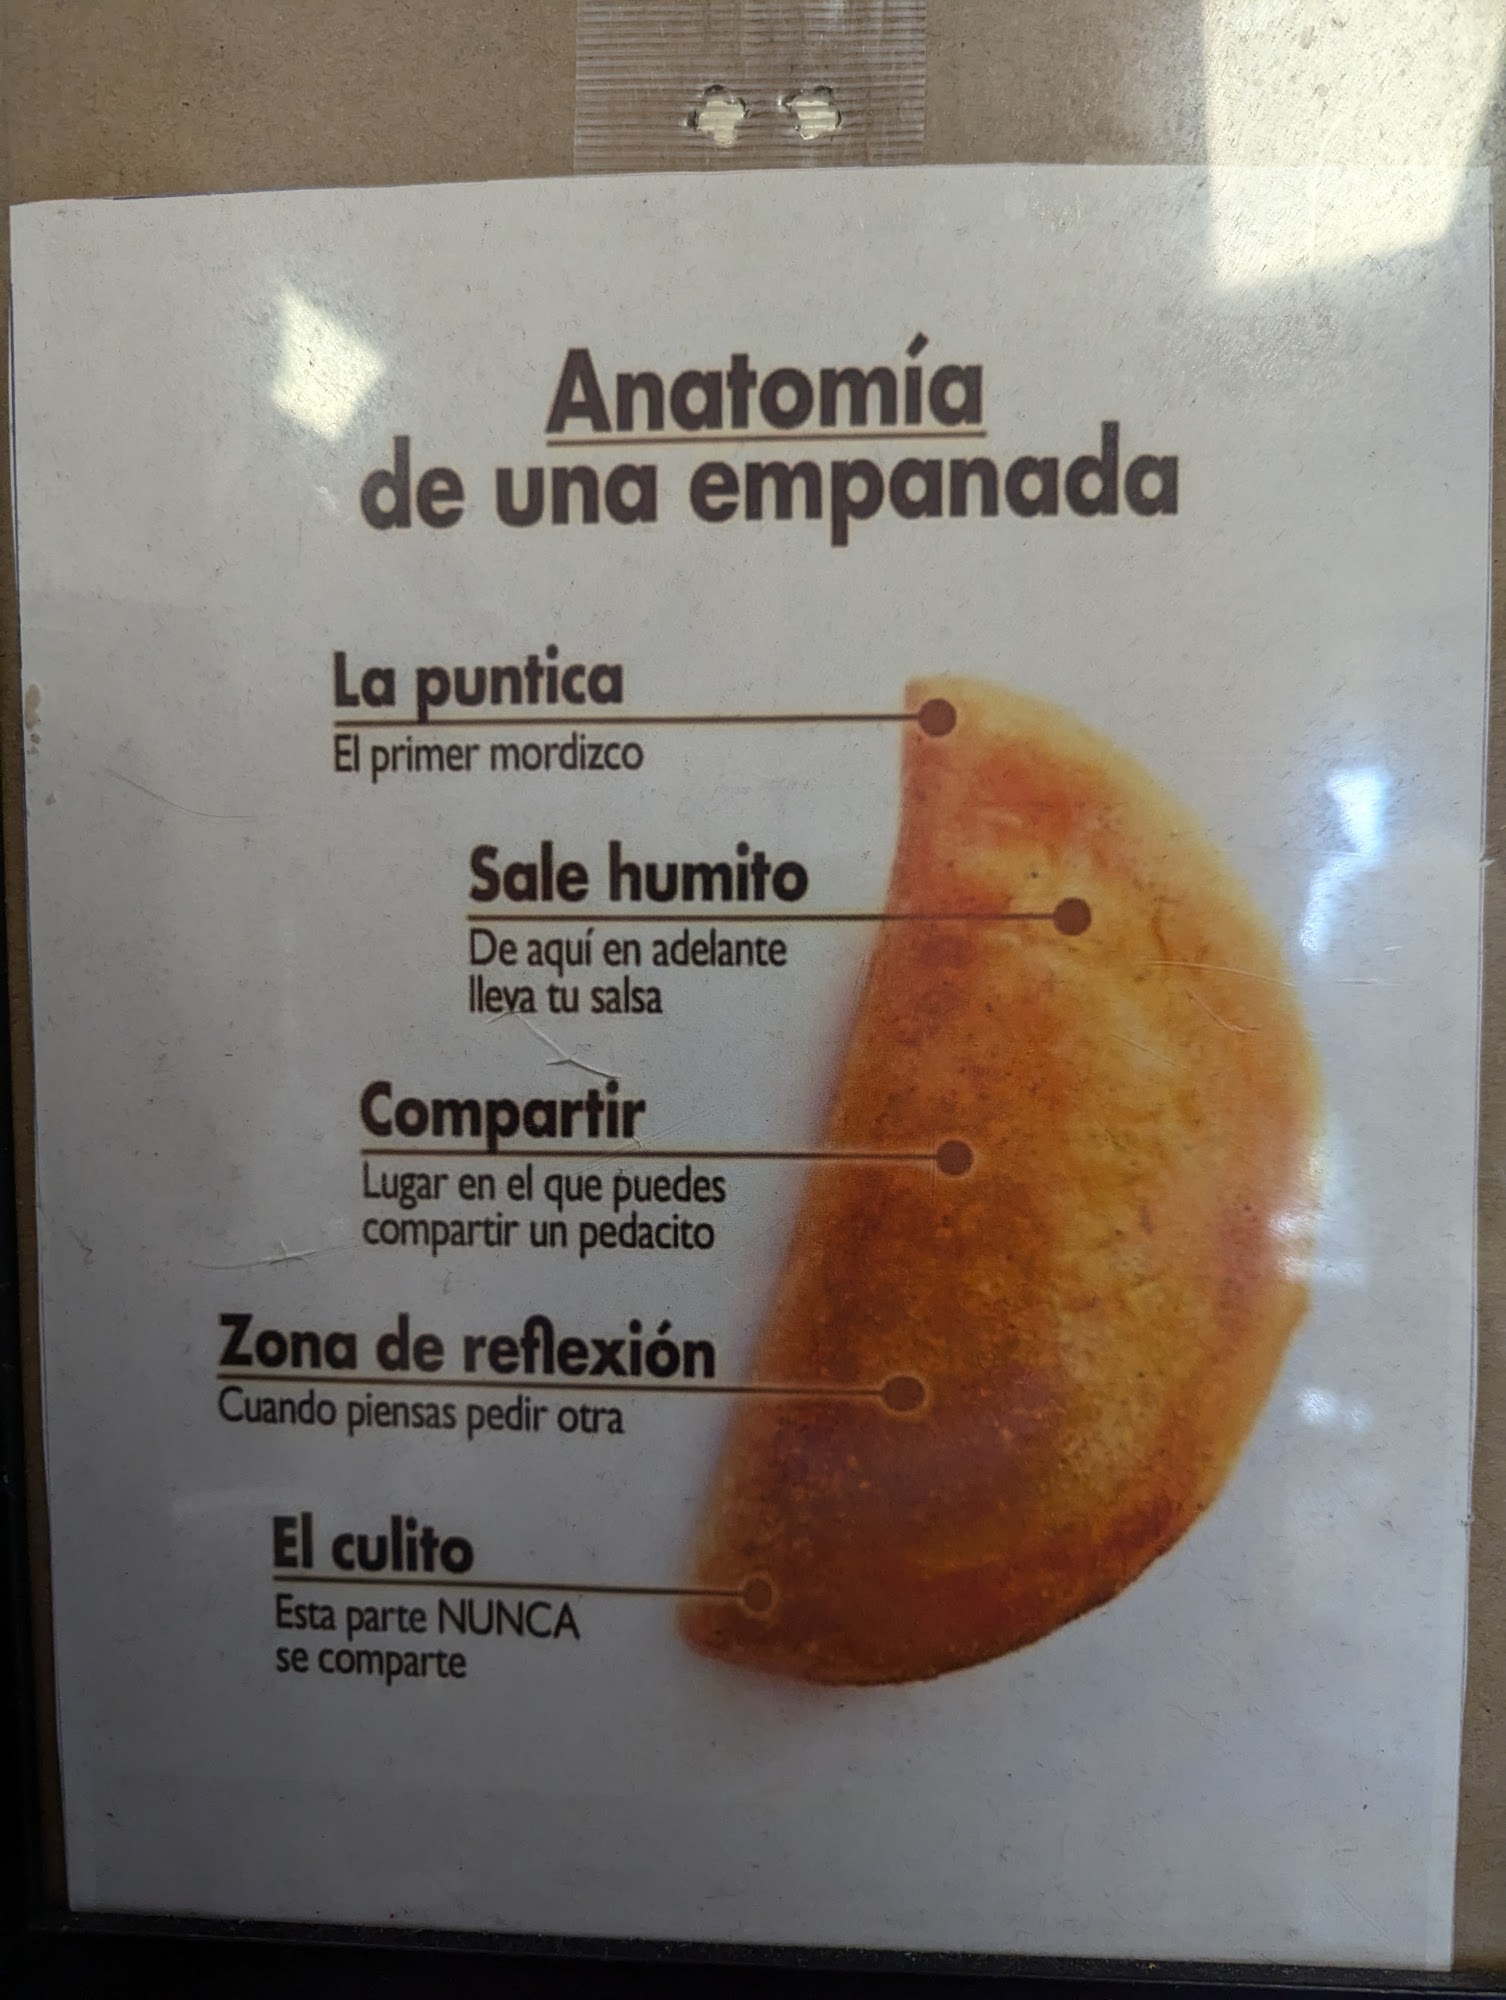 Anatomía
de una empanada
La puntica
El primer mordizco
Sale humito
De aquí en adelante
lleva tu salsa
Compartir
Lugar en el que puedes
compartir un pedacito
Zona de reflexión
Cuando piensas pedir otra
El culito
Esta parte NUNCA
se comparte